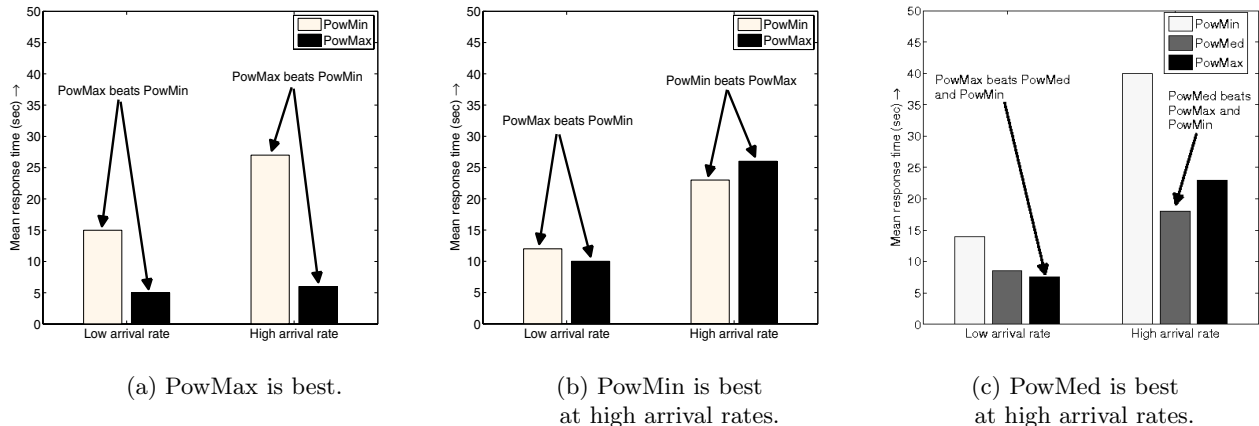 50
45
40
35
30
25
20
15
10
5
0
Mean response time (sec) →
PowMin
PowMax
PowMax beats PowMin
PowMax beats PowMin
Low arrival rate
High arrival rate
(a) PowMax is best.
50
45
40
35
30
25
20
15
10
5
0
Mean response time (sec) →
PowMin
PowMax
PowMin beats PowMax
PowMax beats PowMin
Low arrival rate
High arrival rate
(b) PowMin is best
at high arrival rates.
50
45
40
35
30
25
20
15
10
5
0
Mean response time (sec) →
PowMin
PowMed
PowMax
PowMax beats PowMed
and PowMin
PowMed beats
PowMax and
PowMin
Low arrival rate
High arrival rate
(c) PowMed is best
at high arrival rates.